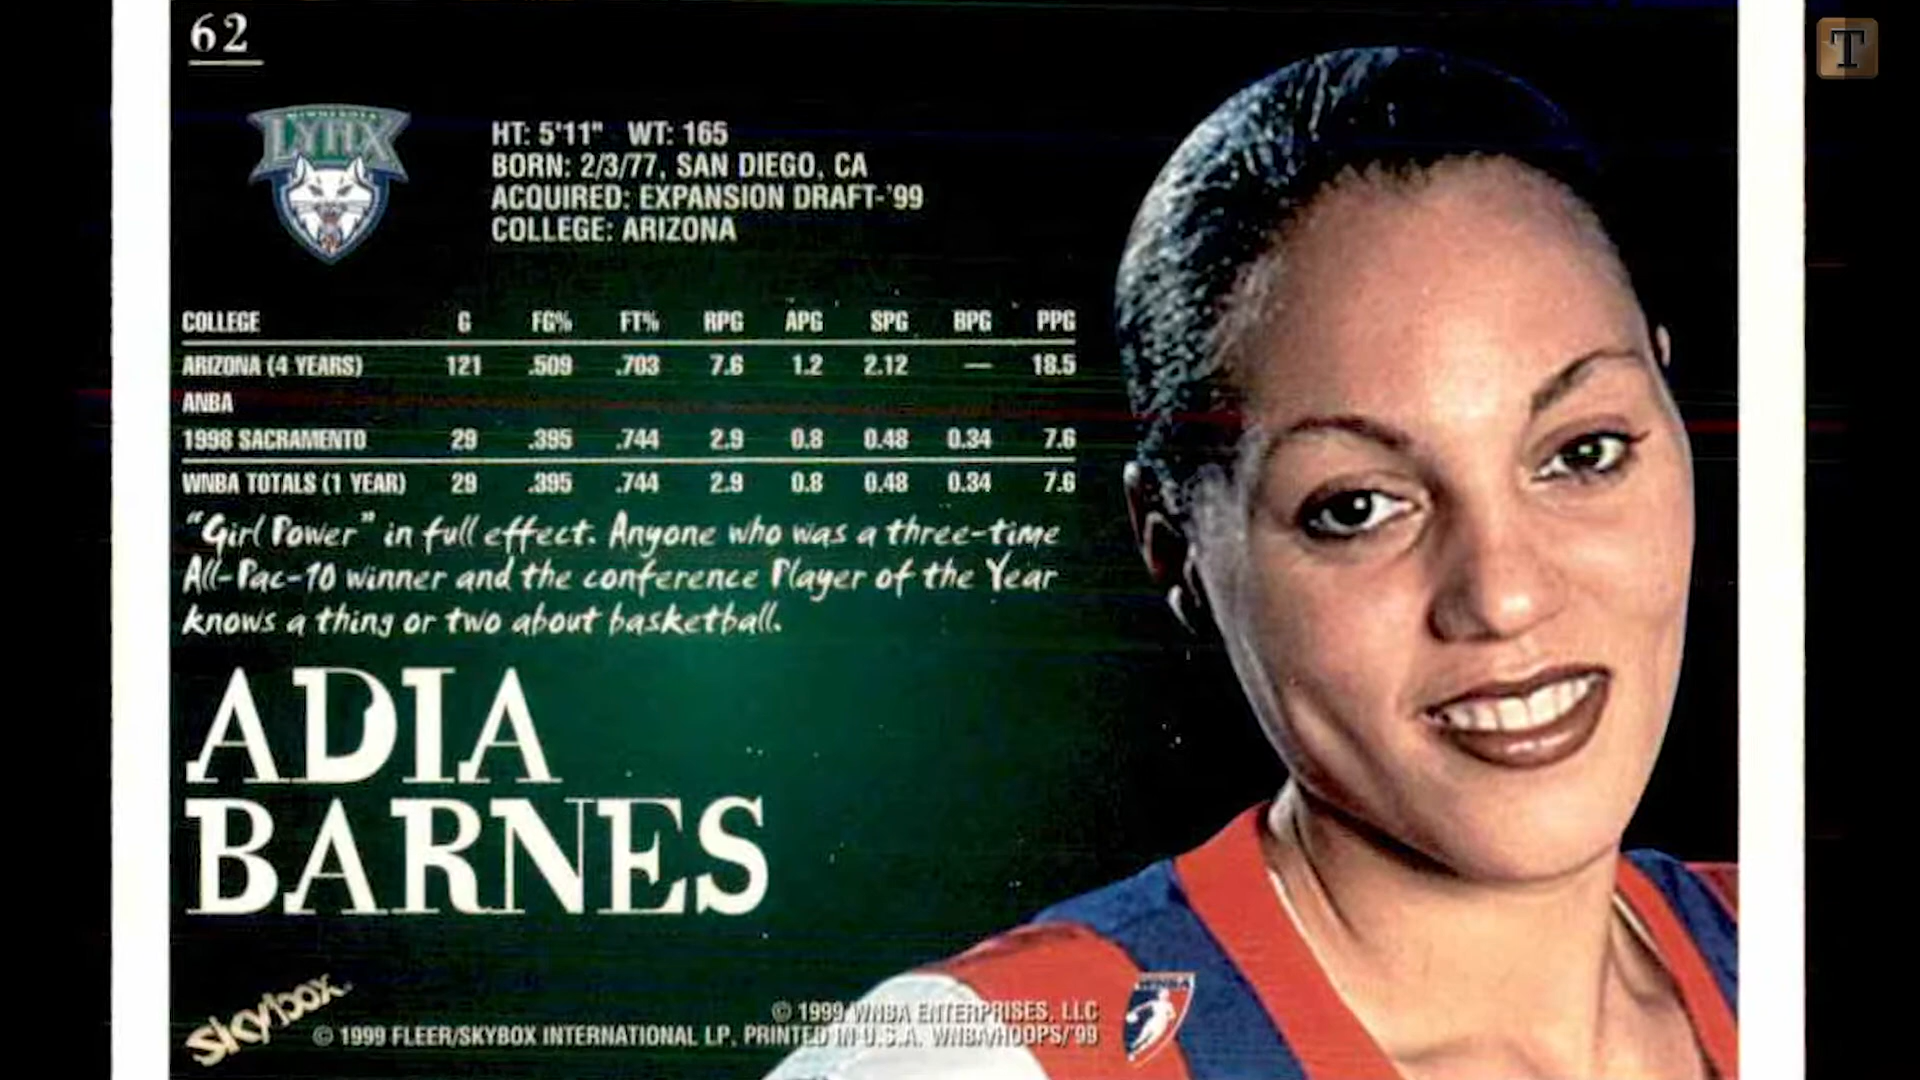 62
T
MINNESOTA
LYNX
HT: 5'11" WT: 165
BORN: 2/3/77, SAN DIEGO, CA
ACQUIRED: EXPANSION DRAFT-'99
COLLEGE: ARIZONA
COLLEGE G FG% FT% RPG APG SPG BPG PPG
ARIZONA (4 YEARS) 121 .509 .703 7.6 1.2 2.12 — 18.5
ANBA
1998 SACRAMENTO 29 .395 .744 2.9 0.8 0.48 0.34 7.6
WNBA TOTALS (1 YEAR) 29 .395 .744 2.9 0.8 0.48 0.34 7.6
"Girl Power" in full effect. Anyone who was a three-time
All-Pac-10 winner and the conference Player of the Year
knows a thing or two about basketball.
ADIA
BARNES
skybox
© 1999 WNBA ENTERPRISES, LLC
© 1999 FLEER/SKYBOX INTERNATIONAL LP. PRINTED IN U.S.A. WNBA/HOOPS/'99
WNBA